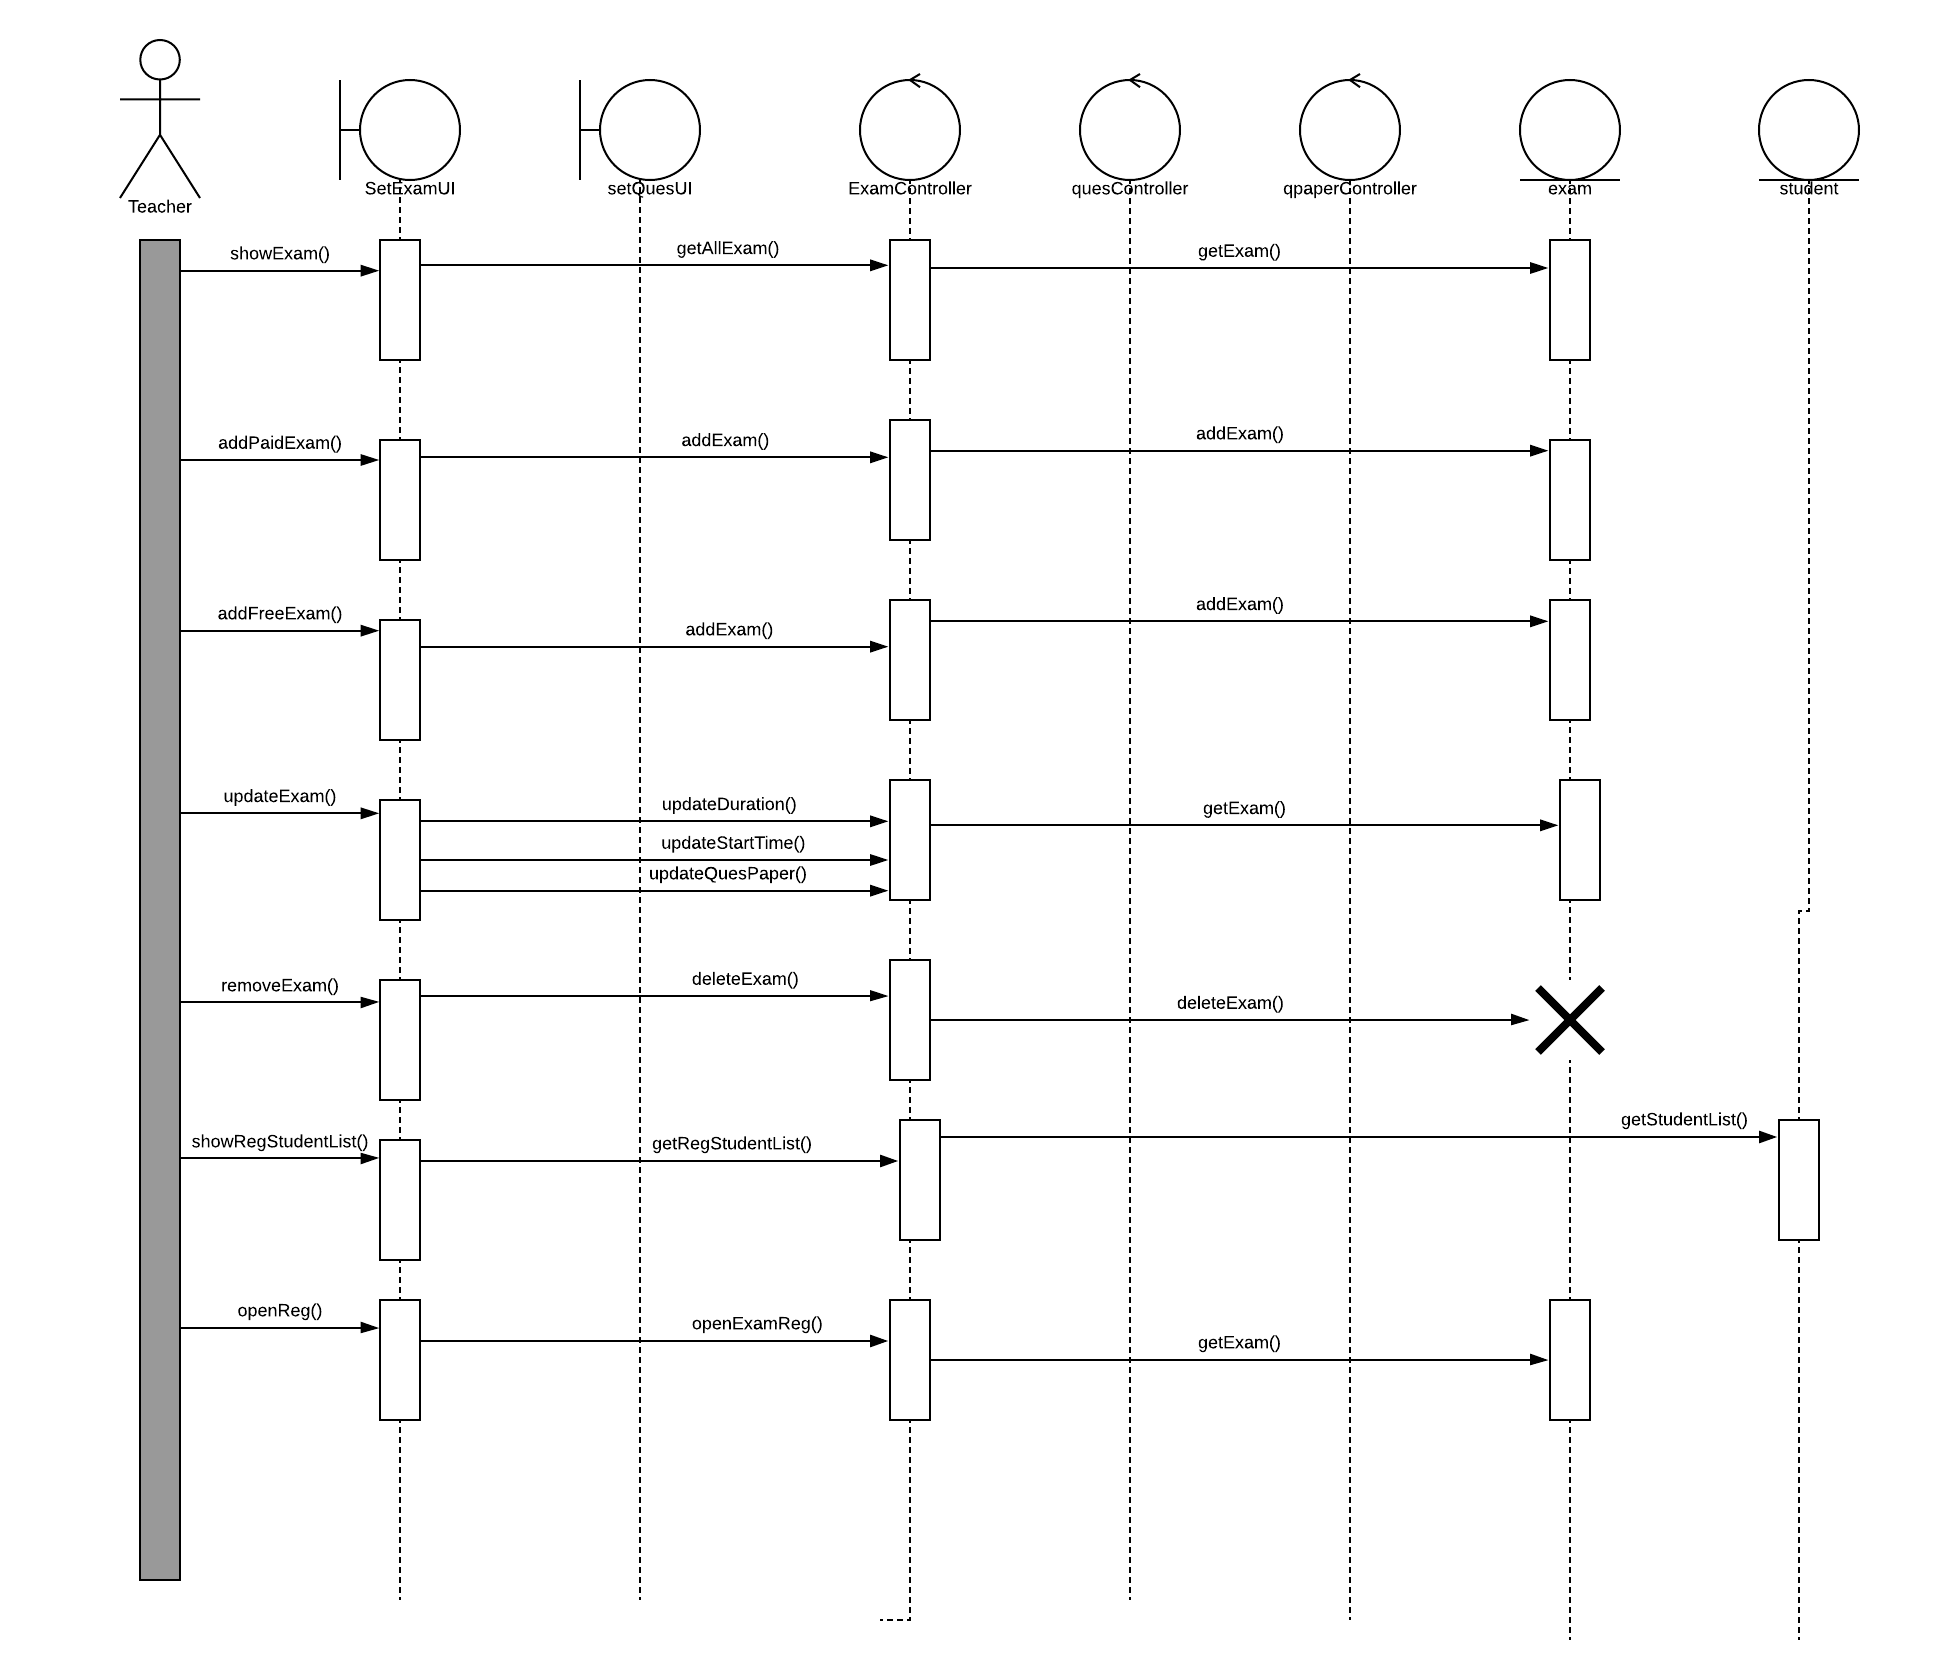 Teacher
SetExamUI
setQuesUI
ExamController
quesController
qpaperController
exam
student
showExam()
getAllExam()
getExam()
addPaidExam()
addExam()
addExam()
addFreeExam()
addExam()
addExam()
updateExam()
updateDuration()
getExam()
updateStartTime()
updateQuesPaper()
removeExam()
deleteExam()
deleteExam()
showRegStudentList()
getRegStudentList()
getStudentList()
openReg()
openExamReg()
getExam()